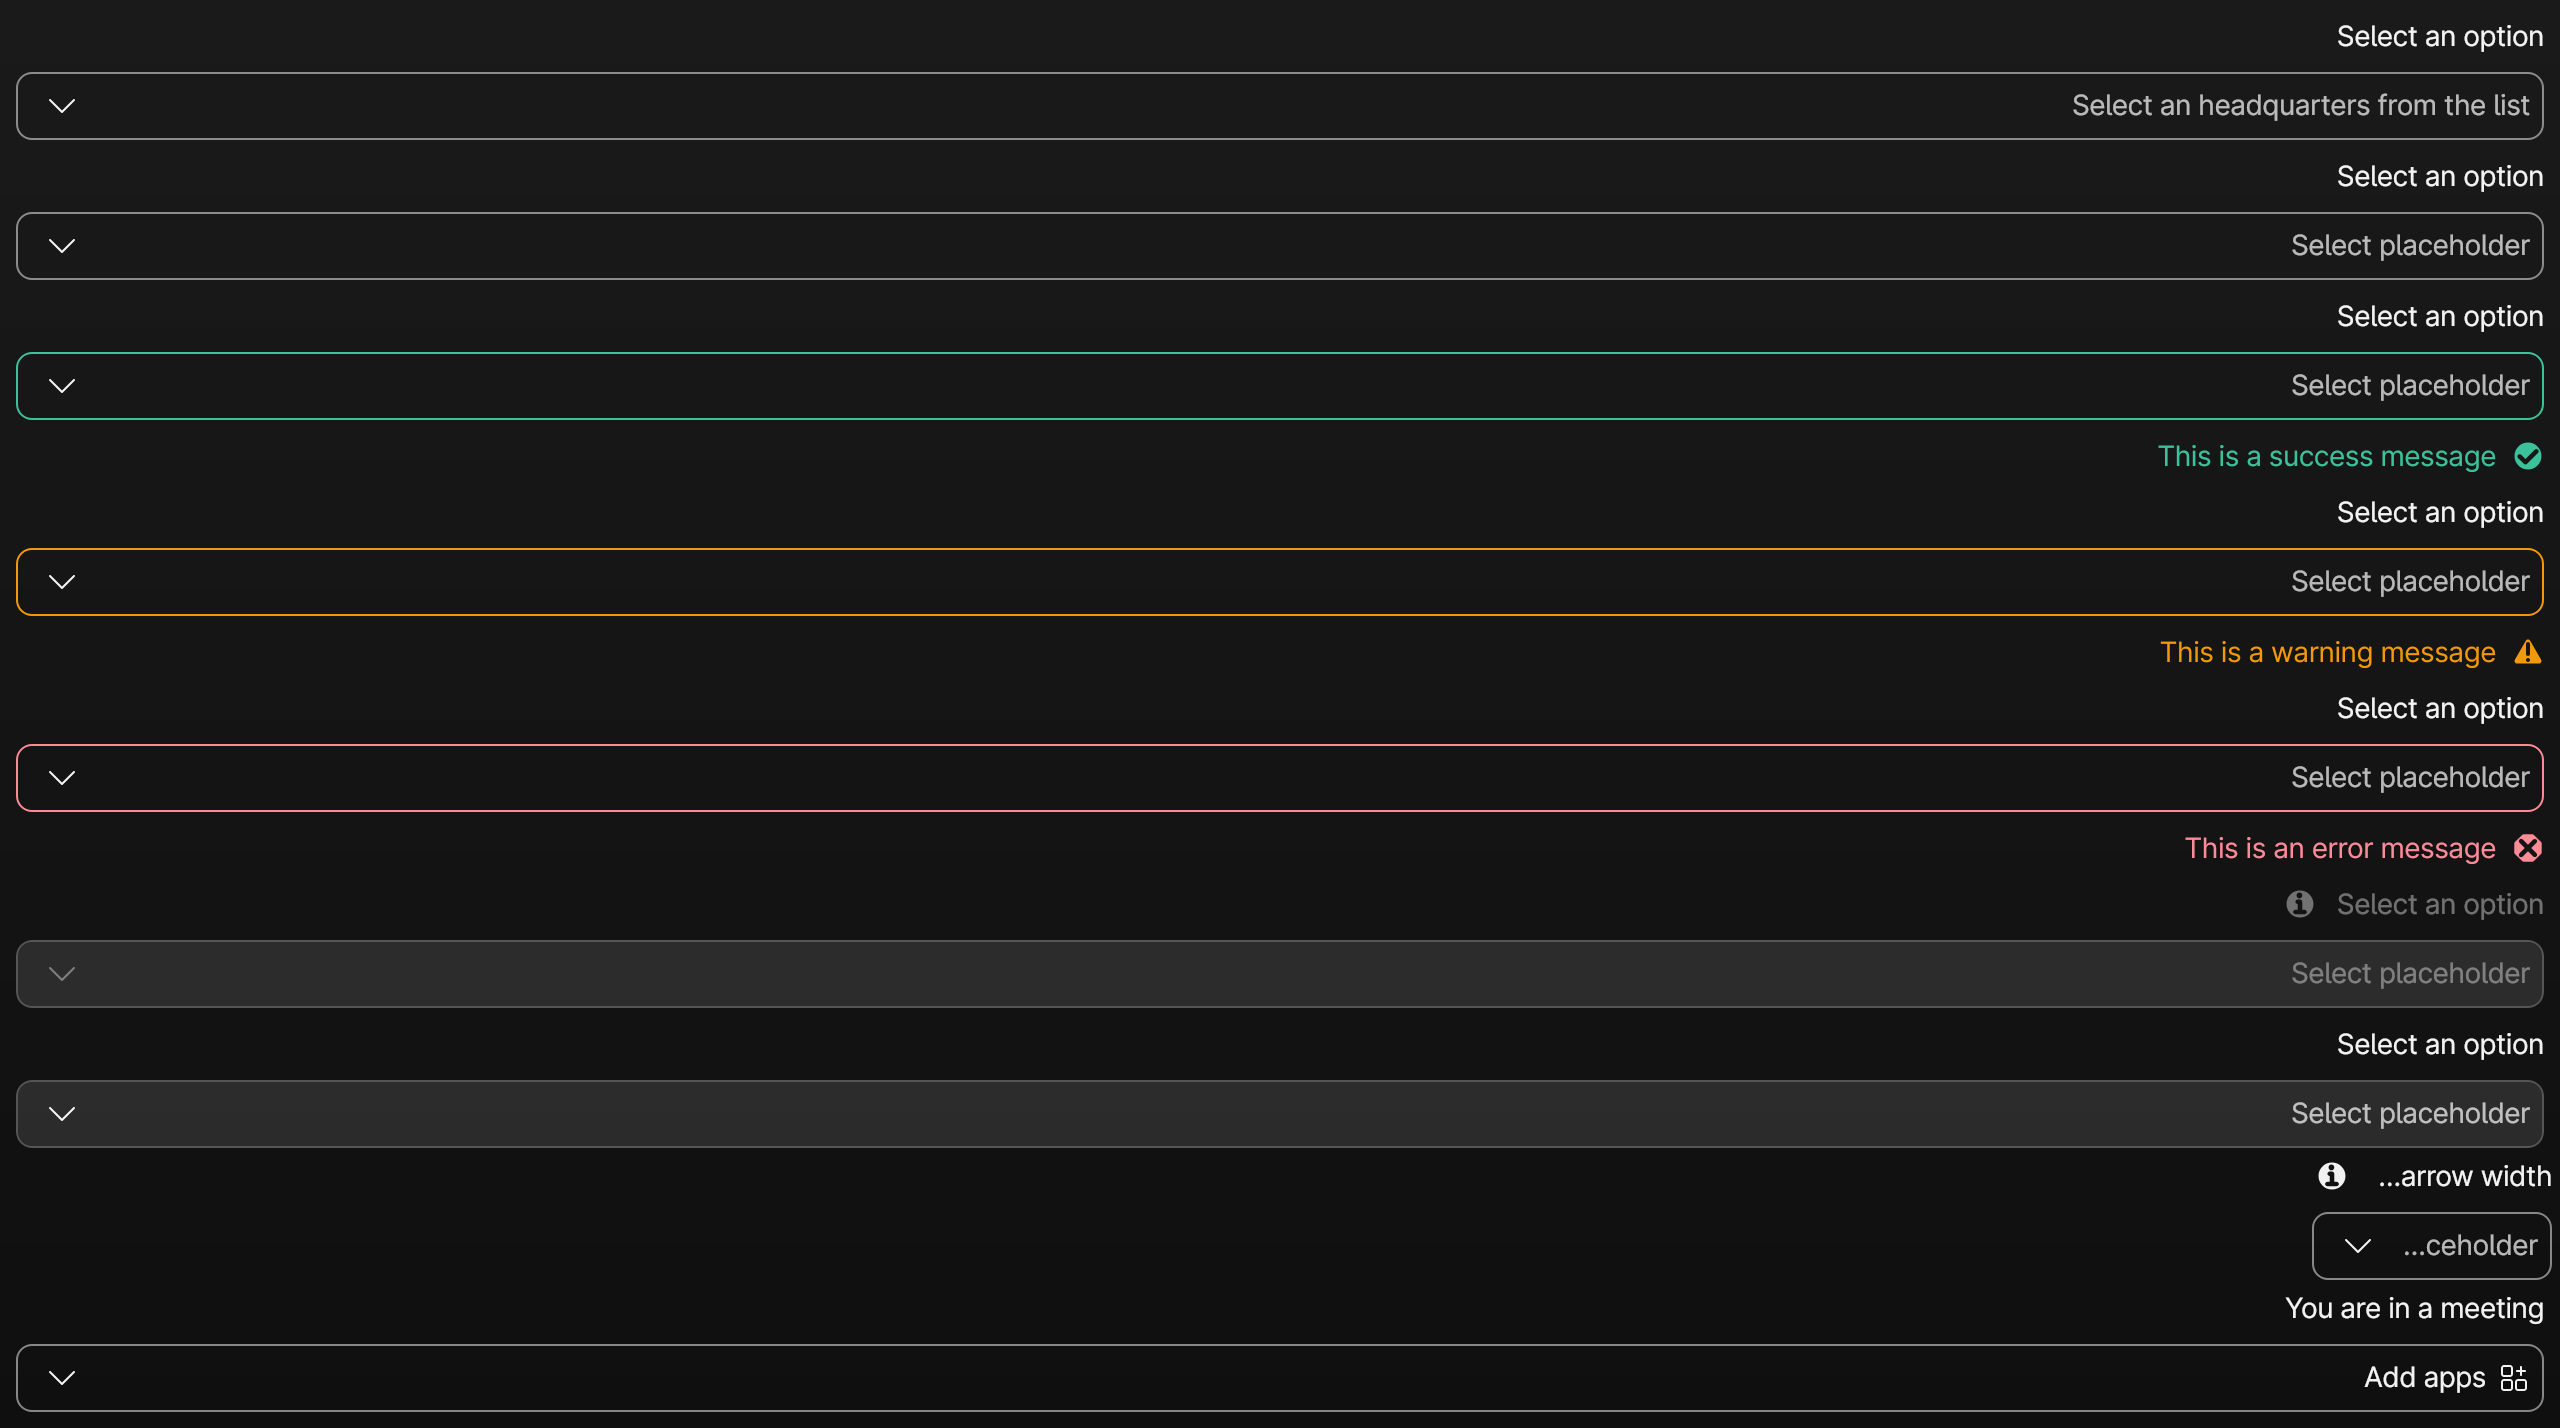 Select an option
Select an headquarters from the list
Select an option
Select placeholder
Select an option
Select placeholder
This is a success message
Select an option
Select placeholder
This is a warning message
Select an option
Select placeholder
This is an error message
Select an option
Select placeholder
Select an option
Select placeholder
...arrow width
...ceholder
You are in a meeting
Add apps